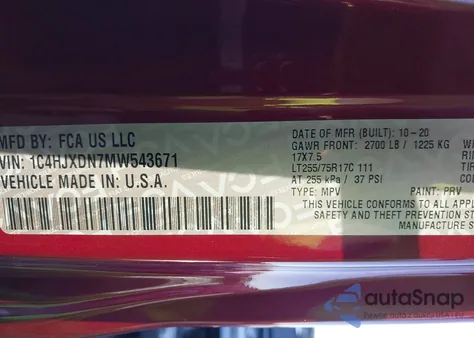 MFD BY: FCA US LLC
DATE OF MFR (BUILT): 10-20
GAWR FRONT: 2700 LB / 1225 KG
VIN: 1C4HJXDN7MW543671
17X7.5
LT255/75R17C 111
VEHICLE MADE IN: U.S.A.
AT 255 kPa / 37 PSI
TYPE: MPV
PAINT: PRV
THIS VEHICLE CONFORMS TO ALL APPL
SAFETY AND THEFT PREVENTION ST
MANUFACTURE S
autoSnap